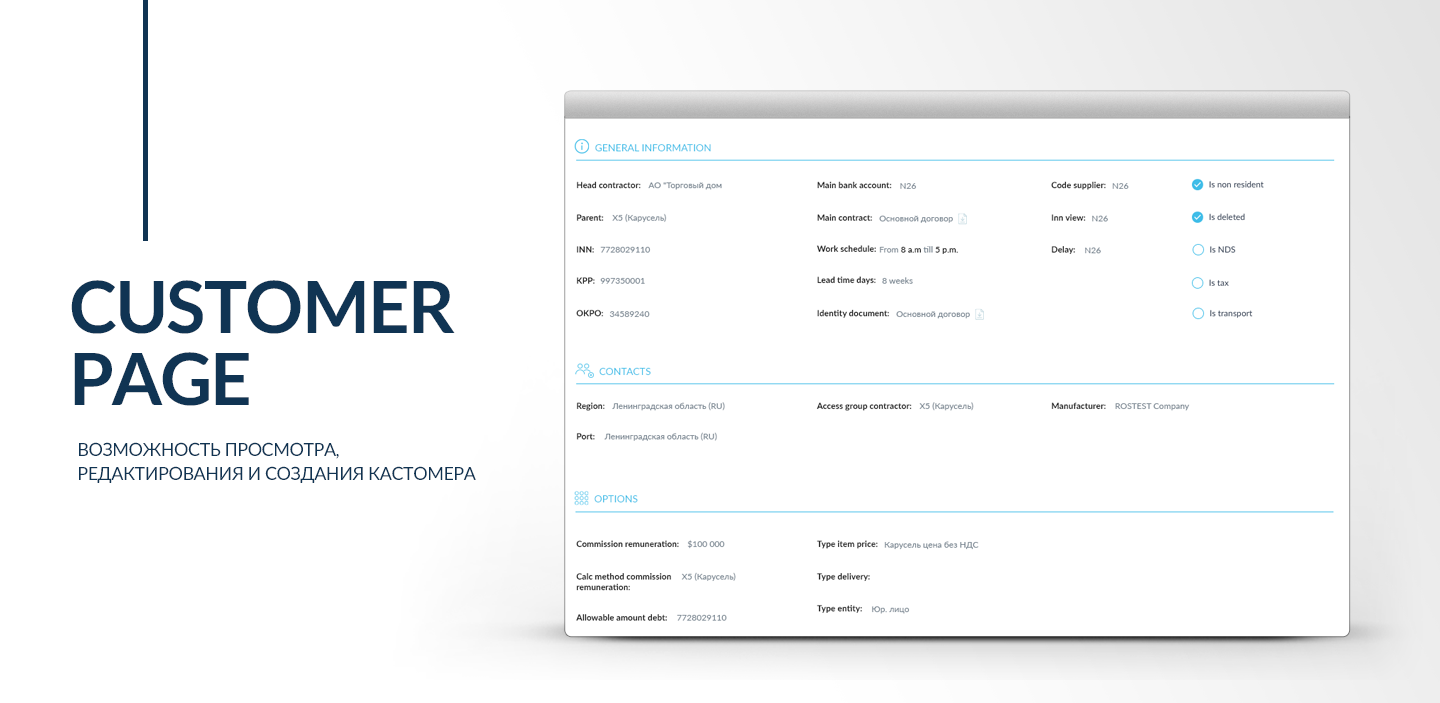 CUSTOMER
PAGE
ВОЗМОЖНОСТЬ ПРОСМОТРА,
РЕДАКТИРОВАНИЯ И СОЗДАНИЯ КАСТОМЕРА
GENERAL INFORMATION
Head contractor: АО "Торговый дом Main bank account: N26 Code supplier: N26 Is non resident
Parent: X5 (Карусель) Main contract: Основной договор Inn view: N26 Is deleted
INN: 7728029110 Work schedule: From 8 a.m till 5 p.m. Delay: N26 Is NDS
KPP: 997350001 Lead time days: 8 weeks Is tax
OKPO: 34589240 Identity document: Основной договор Is transport
CONTACTS
Region: Ленинградская область (RU) Access group contractor: X5 (Карусель) Manufacturer: ROSTEST Company
Port: Ленинградская область (RU)
OPTIONS
Commission remuneration: $100 000 Type item price: Карусель цена без НДС
Calc method commission X5 (Карусель) Type delivery:
remuneration:
Allowable amount debt: 7728029110 Type entity: Юр. лицо